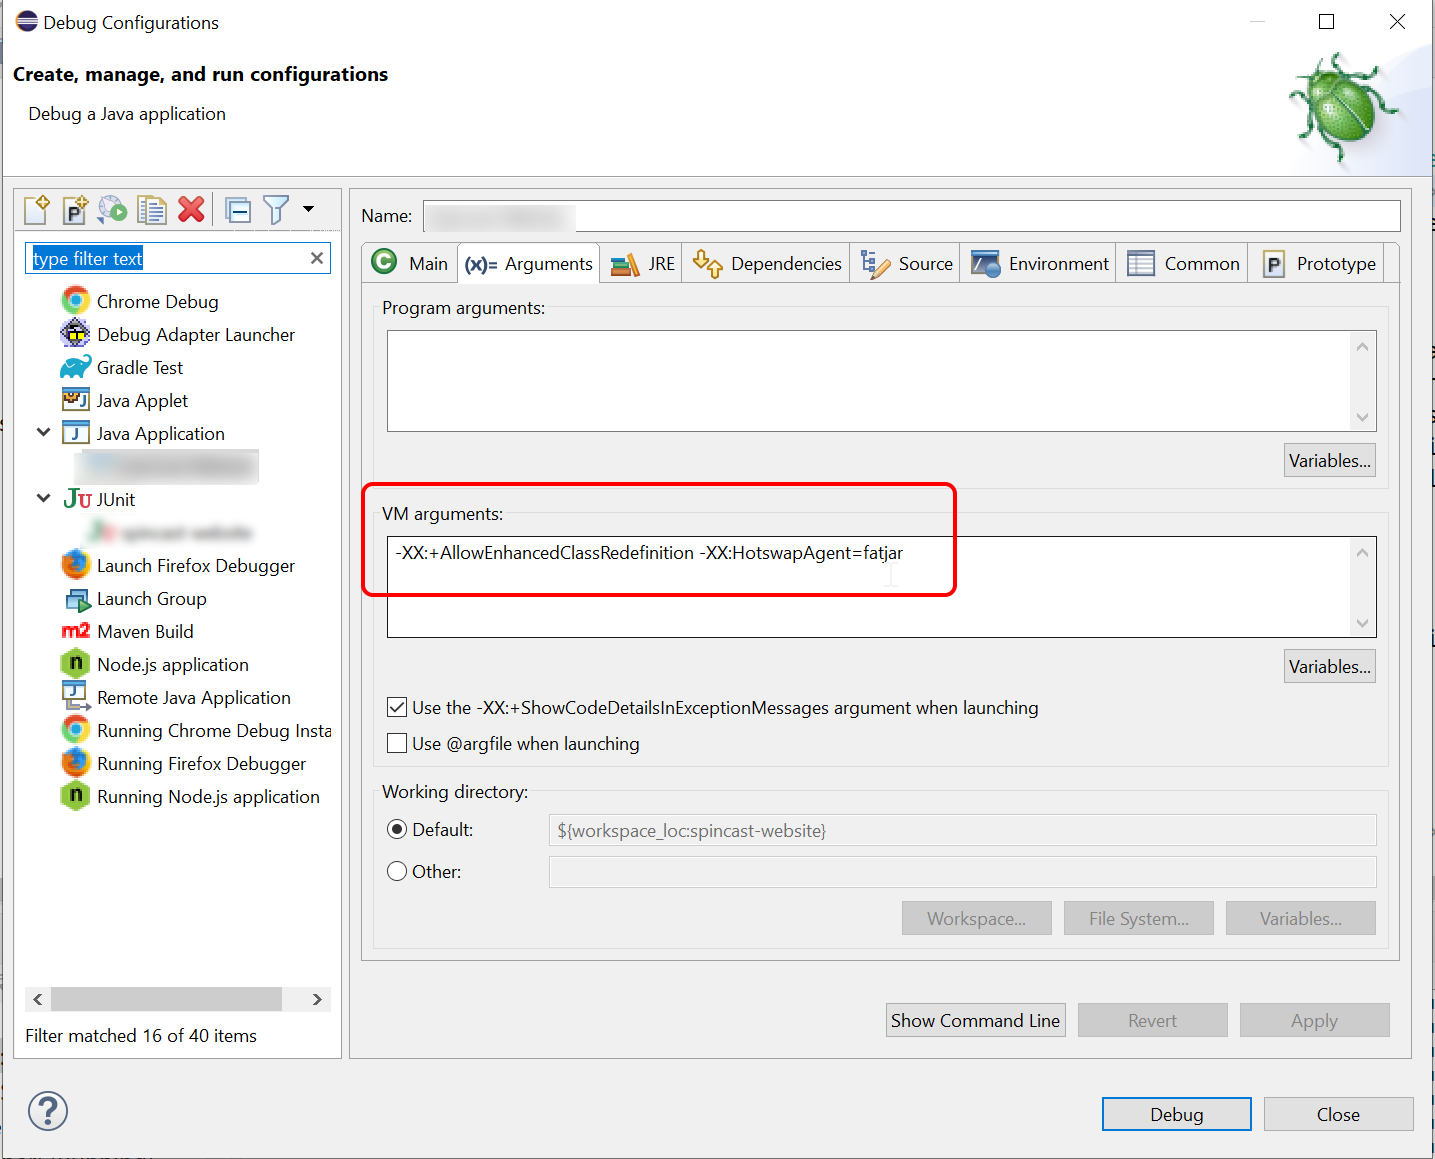 Debug Configurations
Create, manage, and run configurations
Debug a Java application
type filter text
Chrome Debug
Debug Adapter Launcher
Gradle Test
Java Applet
Java Application
JUnit
spincast-website
Launch Firefox Debugger
Launch Group
Maven Build
Node.js application
Remote Java Application
Running Chrome Debug Insta
Running Firefox Debugger
Running Node.js application
Filter matched 16 of 40 items
Name:
Main
(x)= Arguments
JRE
Dependencies
Source
Environment
Common
Prototype
Program arguments:
Variables...
VM arguments:
-XX:+AllowEnhancedClassRedefinition -XX:HotswapAgent=fatjar
Variables...
Use the -XX:+ShowCodeDetailsInExceptionMessages argument when launching
Use @argfile when launching
Working directory:
Default:
${workspace_loc:spincast-website}
Other:
Workspace...
File System...
Variables...
Show Command Line
Revert
Apply
Debug
Close